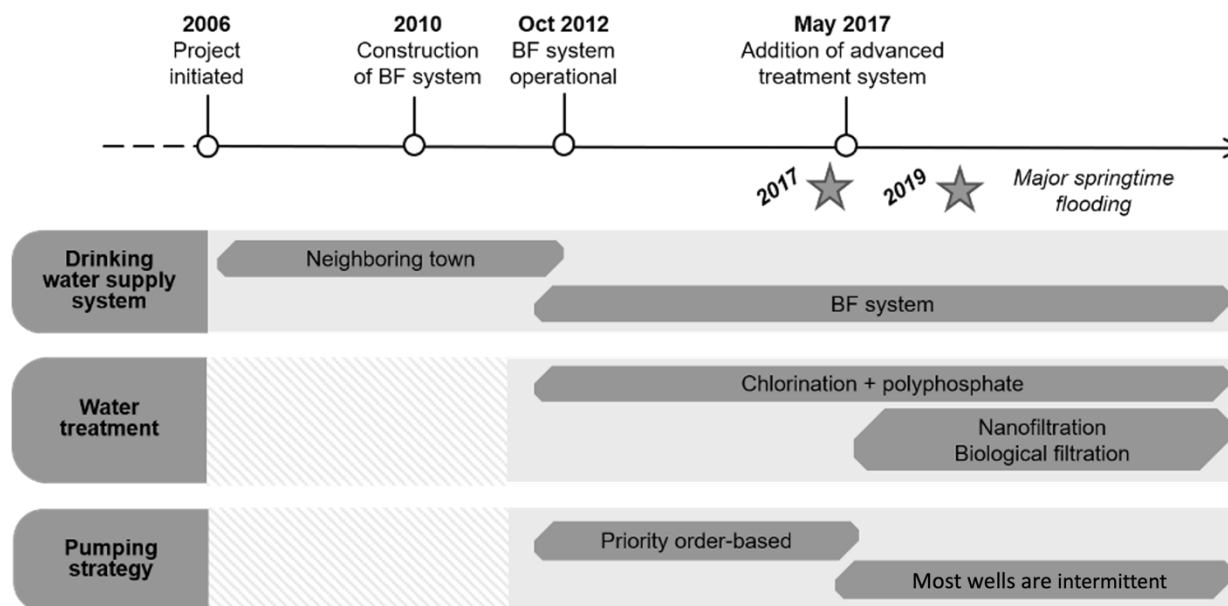 2006
Project
initiated
2010
Construction
of BF system
Oct 2012
BF system
operational
May 2017
Addition of advanced
treatment system
2017
2019
Major springtime
flooding
Drinking
water supply
system
Neighboring town
BF system
Water
treatment
Chlorination + polyphosphate
Nanofiltration
Biological filtration
Pumping
strategy
Priority order-based
Most wells are intermittent